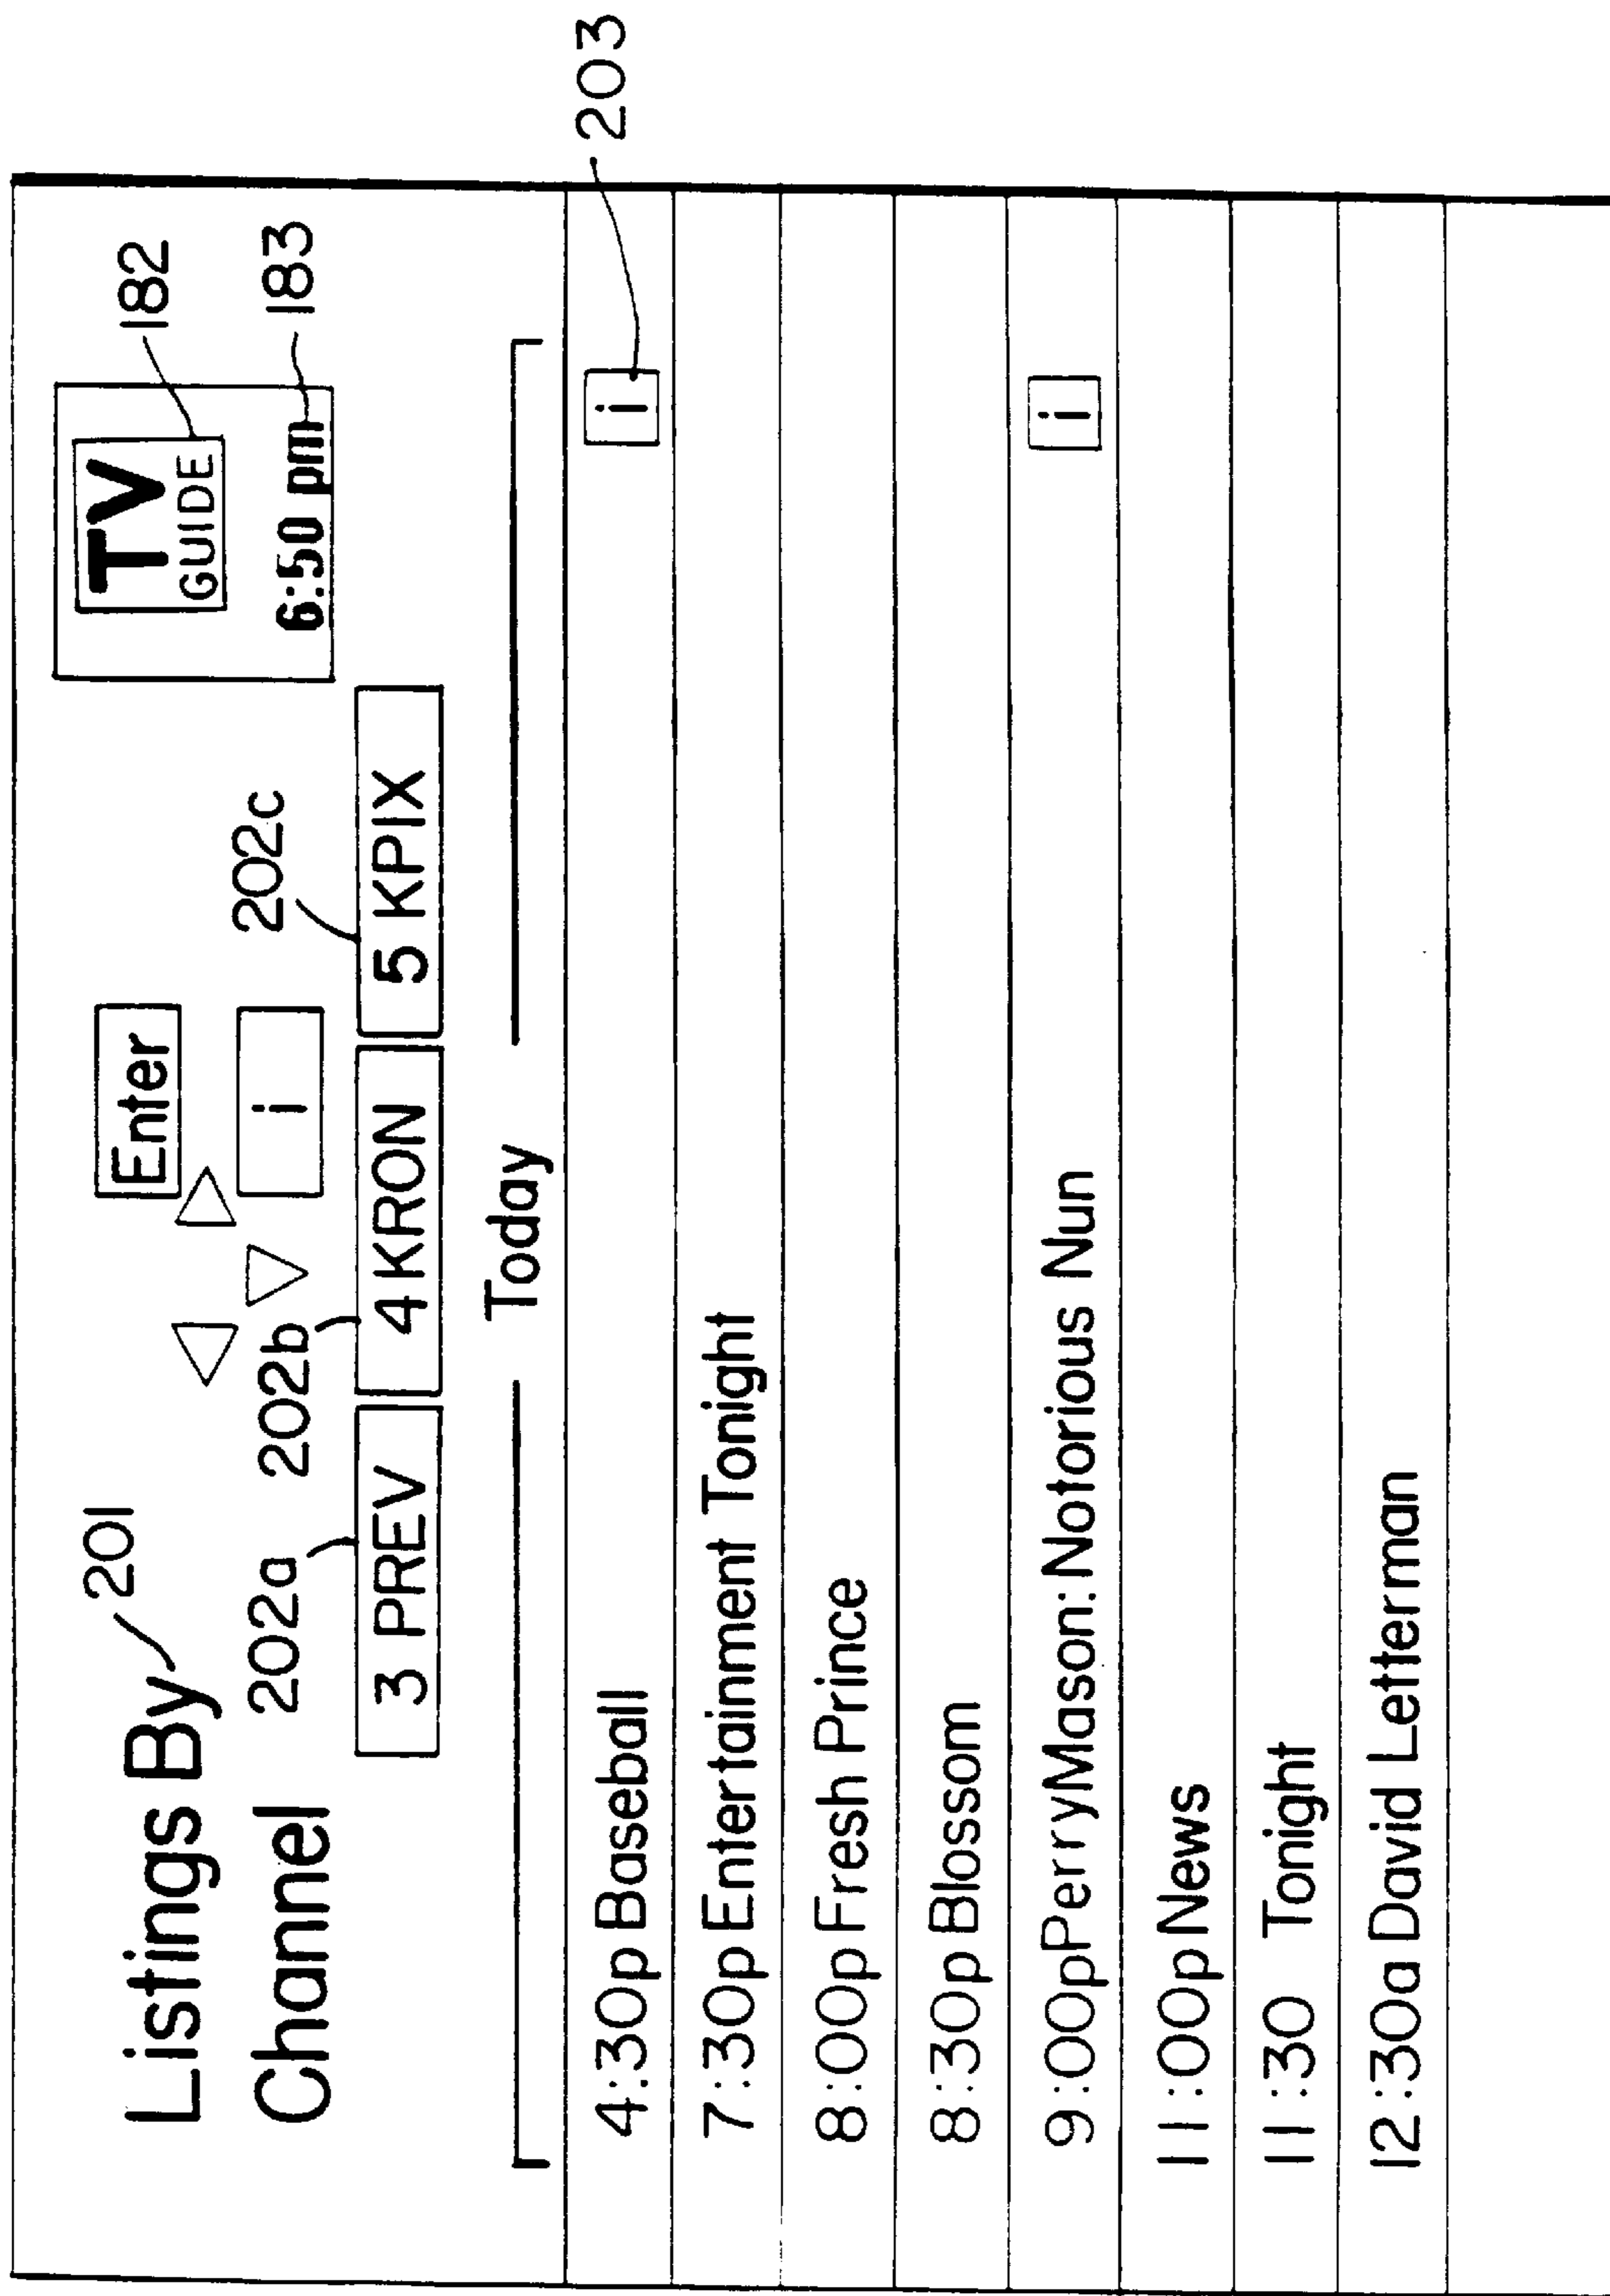 Listings By
Channel
201
Enter
i
TV
GUIDE
6:50 pm
182
183
202a
202b
202c
3 PREV
4 KRON
5 KPIX
Today
4:30p Baseball
i
203
7:30p Entertainment Tonight
8:00p Fresh Prince
8:30p Blossom
9:00p Perry Mason: Notorious Nun
i
11:00p News
11:30 Tonight
12:30a David Letterman